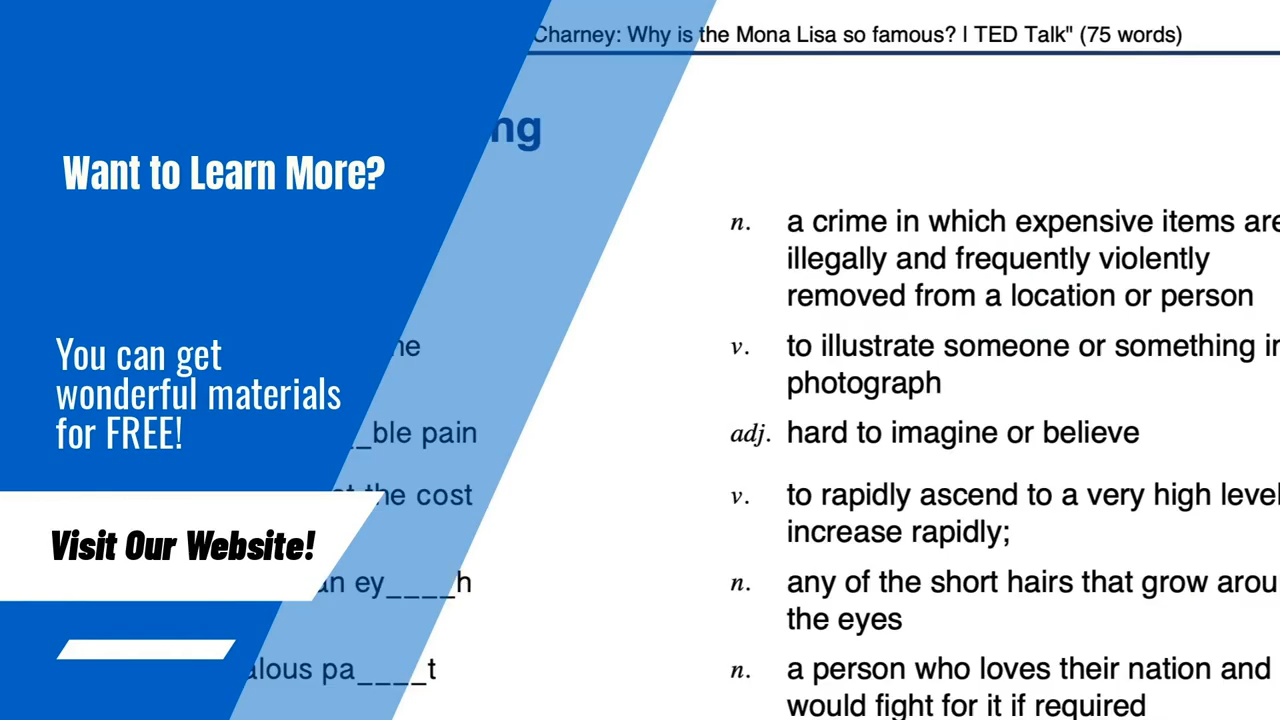 Charney: Why is the Mona Lisa so famous? | TED Talk" (75 words)
ng
Want to Learn More?
n. a crime in which expensive items are
illegally and frequently violently
removed from a location or person
You can get
wonderful materials
for FREE!
ne v. to illustrate someone or something in
photograph
_ble pain adj. hard to imagine or believe
the cost v. to rapidly ascend to a very high level
increase rapidly;
Visit Our Website!
an ey____h n. any of the short hairs that grow arou
the eyes
alous pa____t n. a person who loves their nation and
would fight for it if required